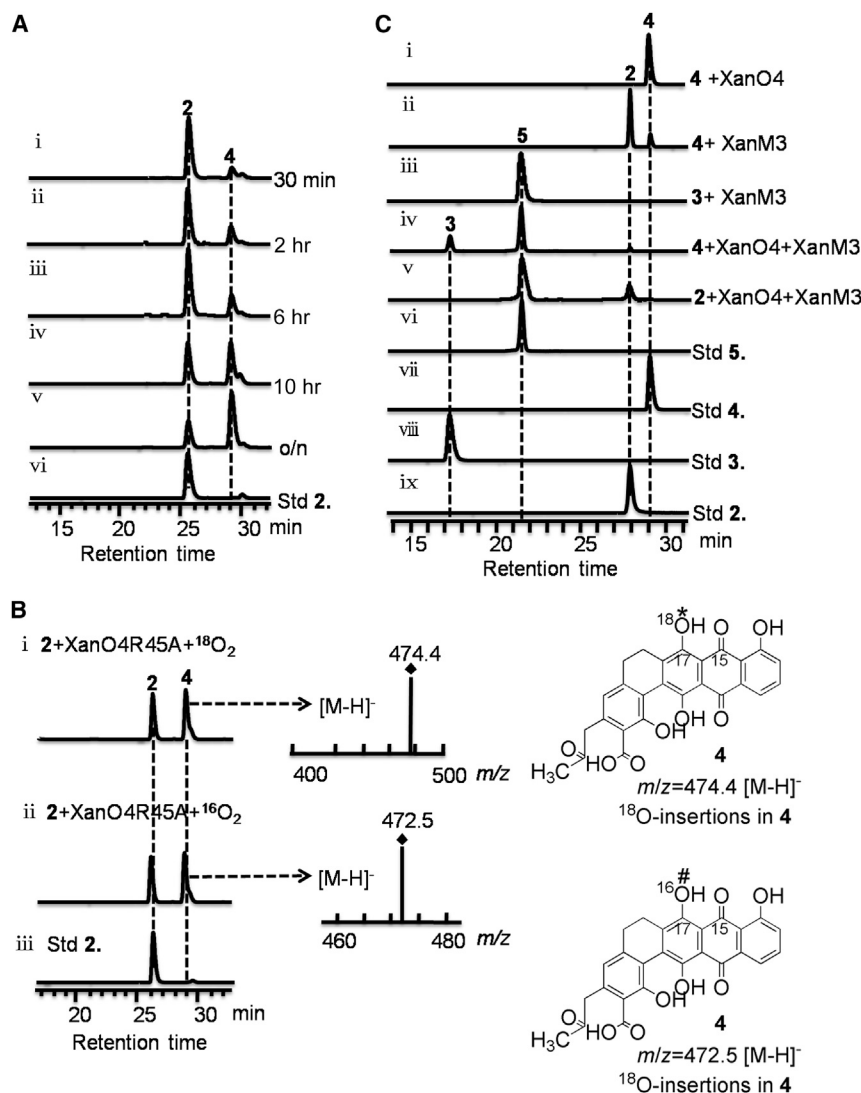 A
2
4
i
30 min
ii
2 hr
iii
6 hr
iv
10 hr
v
o/n
vi
Std 2.
15 20 25 30 min
Retention time
C
4
i
4 +XanO4
2
ii
4+ XanM3
5
iii
3+ XanM3
3
iv
4+XanO4+XanM3
v
2+XanO4+XanM3
vi
Std 5.
vii
Std 4.
viii
Std 3.
ix
Std 2.
15 20 25 30 min
Retention time
B
i 2+XanO4R45A+18O2
2 4
[M-H]-
474.4
400 500 m/z
ii 2+XanO4R45A+16O2
[M-H]-
472.5
460 480 m/z
iii Std 2.
20 25 30 min
Retention time
18OH* O OH
17 15
OH OH O
O HO O
H3C
4
m/z=474.4 [M-H]-
18O-insertions in 4
#
16OH O OH
17 15
OH OH O
O HO O
H3C
4
m/z=472.5 [M-H]-
18O-insertions in 4